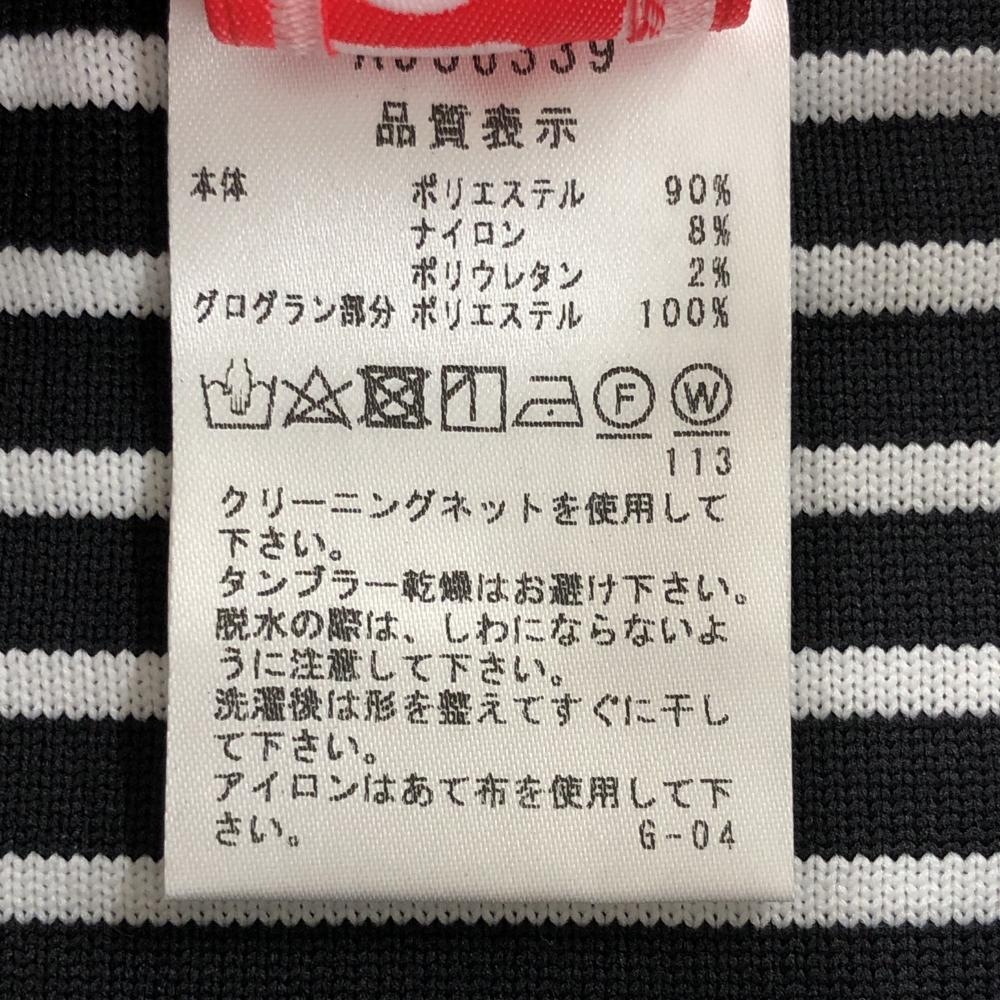 品質表示
本体 ポリエステル 90%
ナイロン 8%
ポリウレタン 2%
グログラン部分 ポリエステル 100%
F W
113
クリーニングネットを使用して
下さい。
タンブラー乾燥はお避け下さい。
脱水の際は、しわにならないよ
うに注意して下さい。
洗濯後は形を整えてすぐに干し
て下さい。
アイロンはあて布を使用して下
さい。 G-04